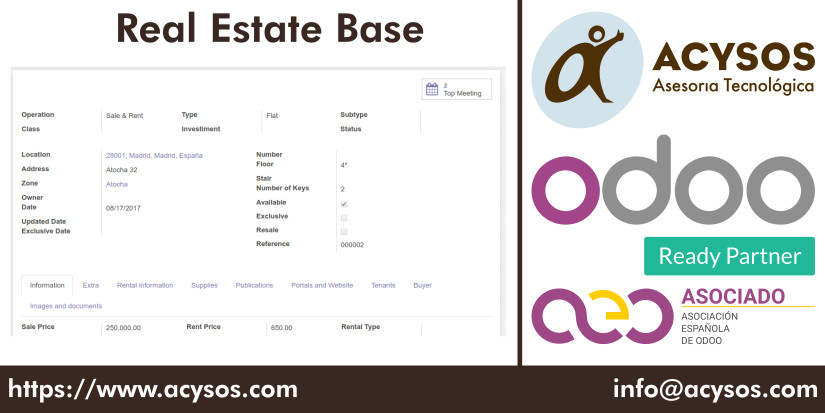 Real Estate Base
2
Top Meeting
Operation Sale & Rent Type Flat Subtype
Class Investiment Status
Location 28001, Madrid, Madrid, España Number
Floor 4ª
Address Atocha 32
Stair
Zone Atocha Number of Keys 2
Owner
Available
Date 08/17/2017
Exclusive
Updated Date
Resale
Exclusive Date
Reference 000002
Information Extra Rental information Supplies Publications Portals and Website Tenants Buyer
Images and documents
Sale Price 250,000.00 Rent Price 650.00 Rental Type
ACYSOS
Asesoría Tecnológica
odoo
Ready Partner
aeo ASOCIADO
ASOCIACIÓN
ESPAÑOLA
DE ODOO
https://www.acysos.com info@acysos.com